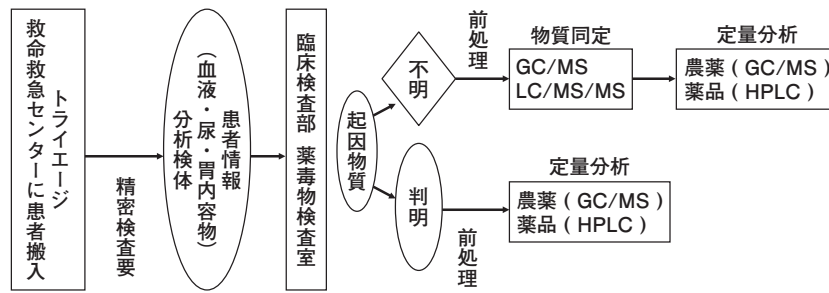 救命救急センターに患者搬入
トライエージ
精密検査要
患者情報
(血液・尿・胃内容物)
分析検体
臨床検査部 薬毒物検査室
起因物質
不明
前処理
物質同定
GC/MS
LC/MS/MS
定量分析
農薬 ( GC/MS )
薬品 ( HPLC )
判明
前処理
定量分析
農薬 ( GC/MS )
薬品 ( HPLC )